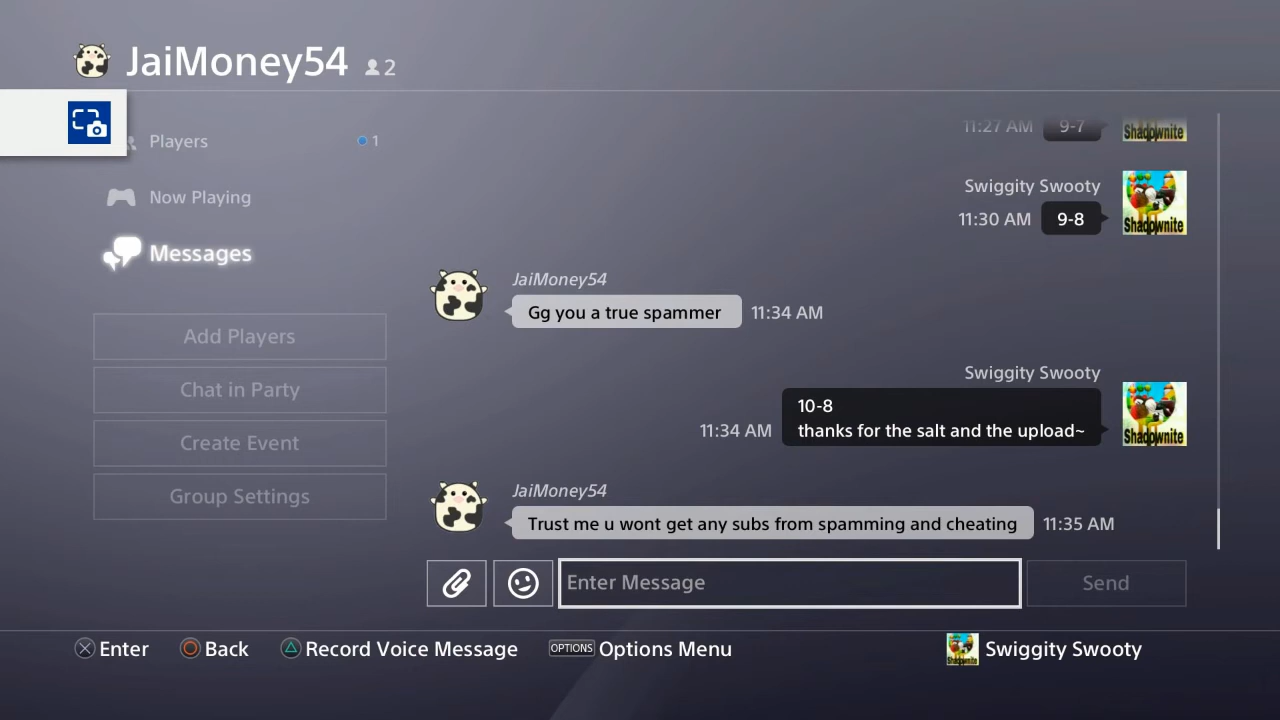 JaiMoney54 2
Players 1
Now Playing
Messages
Add Players
Chat in Party
Create Event
Group Settings
11:27 AM 9-7
Shadownite
Swiggity Swooty
11:30 AM 9-8
Shadownite
JaiMoney54
Gg you a true spammer 11:34 AM
Swiggity Swooty
10-8
11:34 AM thanks for the salt and the upload~
Shadownite
JaiMoney54
Trust me u wont get any subs from spamming and cheating 11:35 AM
Enter Message
Send
Enter Back Record Voice Message OPTIONS Options Menu Shadownite Swiggity Swooty